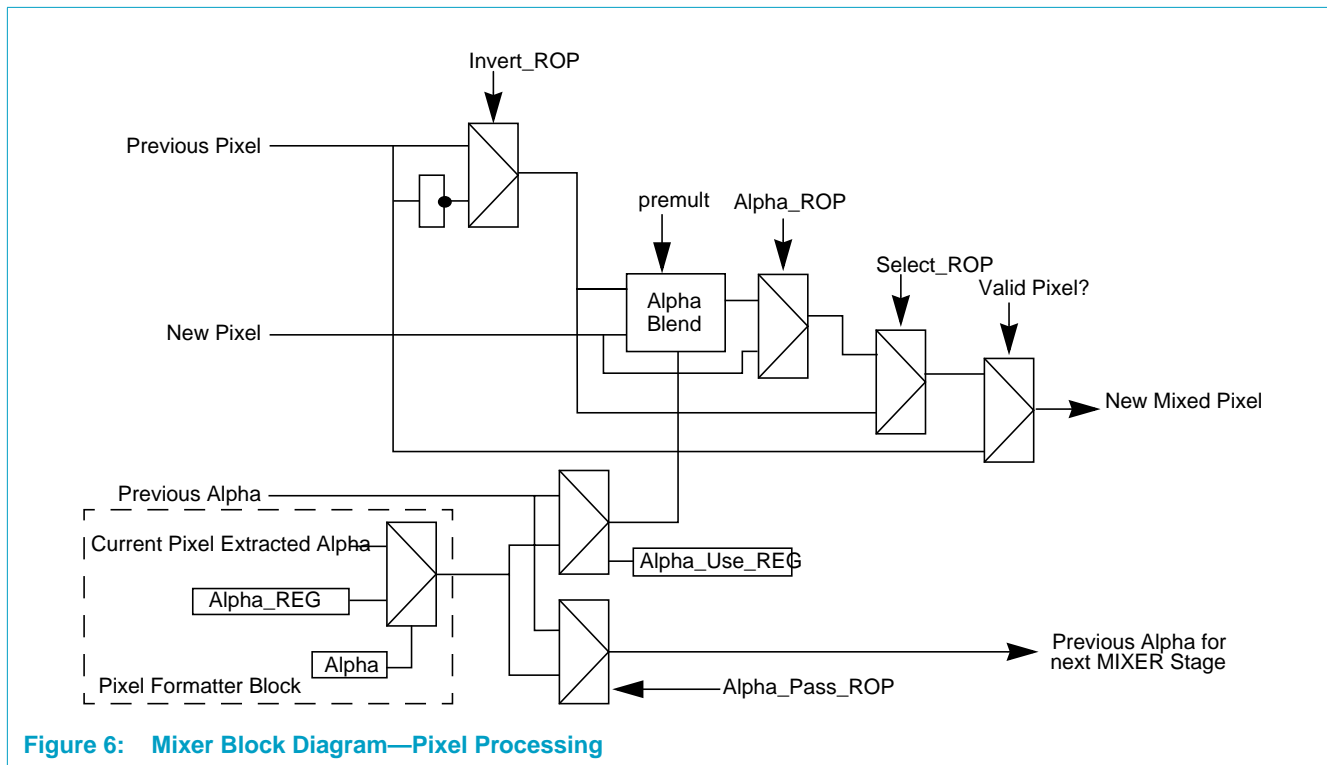 Invert_ROP
Previous Pixel
premult
Alpha_ROP
Select_ROP
Valid Pixel?
Alpha
Blend
New Pixel
New Mixed Pixel
Previous Alpha
Current Pixel Extracted Alpha
Alpha_Use_REG
Alpha_REG
Alpha
Pixel Formatter Block
Previous Alpha for
next MIXER Stage
Alpha_Pass_ROP
Figure 6: Mixer Block Diagram—Pixel Processing